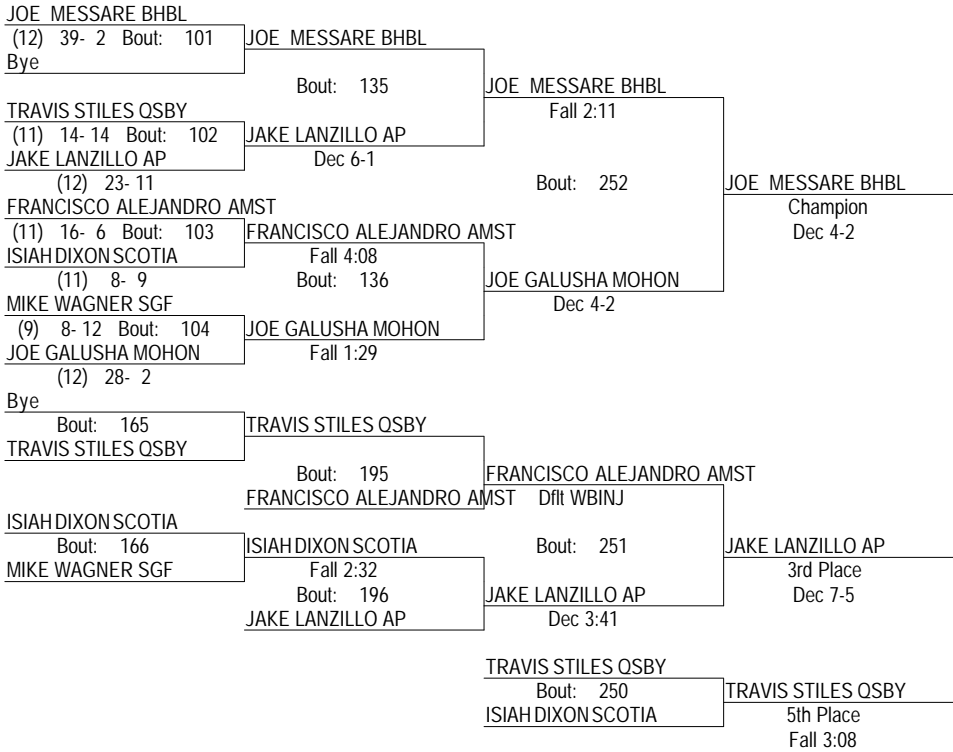 JOE MESSARE BHBL
(12) 39- 2 Bout: 101 JOE MESSARE BHBL
Bye
Bout: 135 JOE MESSARE BHBL
TRAVIS STILES QSBY Fall 2:11
(11) 14- 14 Bout: 102 JAKE LANZILLO AP
JAKE LANZILLO AP Dec 6-1
(12) 23- 11 Bout: 252 JOE MESSARE BHBL
FRANCISCO ALEJANDRO AMST Champion
(11) 16- 6 Bout: 103 FRANCISCO ALEJANDRO AMST Dec 4-2
ISIAH DIXON SCOTIA Fall 4:08
(11) 8- 9 Bout: 136 JOE GALUSHA MOHON
MIKE WAGNER SGF Dec 4-2
(9) 8- 12 Bout: 104 JOE GALUSHA MOHON
JOE GALUSHA MOHON Fall 1:29
(12) 28- 2
Bye
Bout: 165 TRAVIS STILES QSBY
TRAVIS STILES QSBY
Bout: 195 FRANCISCO ALEJANDRO AMST
FRANCISCO ALEJANDRO AMST Dflt WBINJ
ISIAH DIXON SCOTIA
Bout: 166 ISIAH DIXON SCOTIA Bout: 251 JAKE LANZILLO AP
MIKE WAGNER SGF Fall 2:32 3rd Place
Bout: 196 JAKE LANZILLO AP Dec 7-5
JAKE LANZILLO AP Dec 3:41
TRAVIS STILES QSBY
Bout: 250 TRAVIS STILES QSBY
ISIAH DIXON SCOTIA 5th Place
Fall 3:08